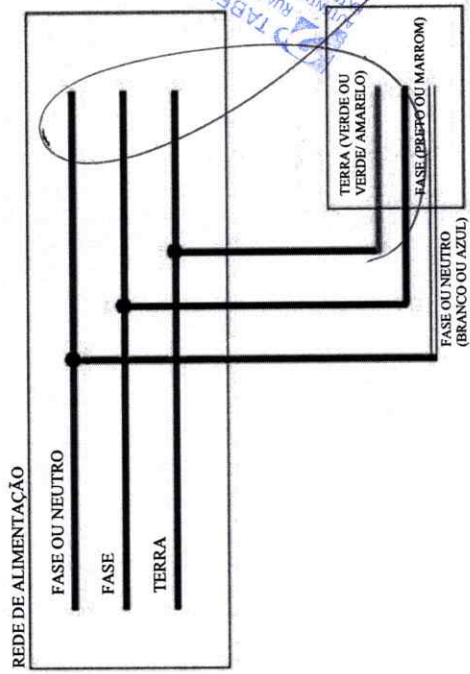 REDE DE ALIMENTAÇÃO
FASE OU NEUTRO
FASE
TERRA
TERRA (VERDE OU
VERDE/ AMARELO)
FASE (PRETO OU MARROM)
FASE OU NEUTRO
(BRANCO OU AZUL)